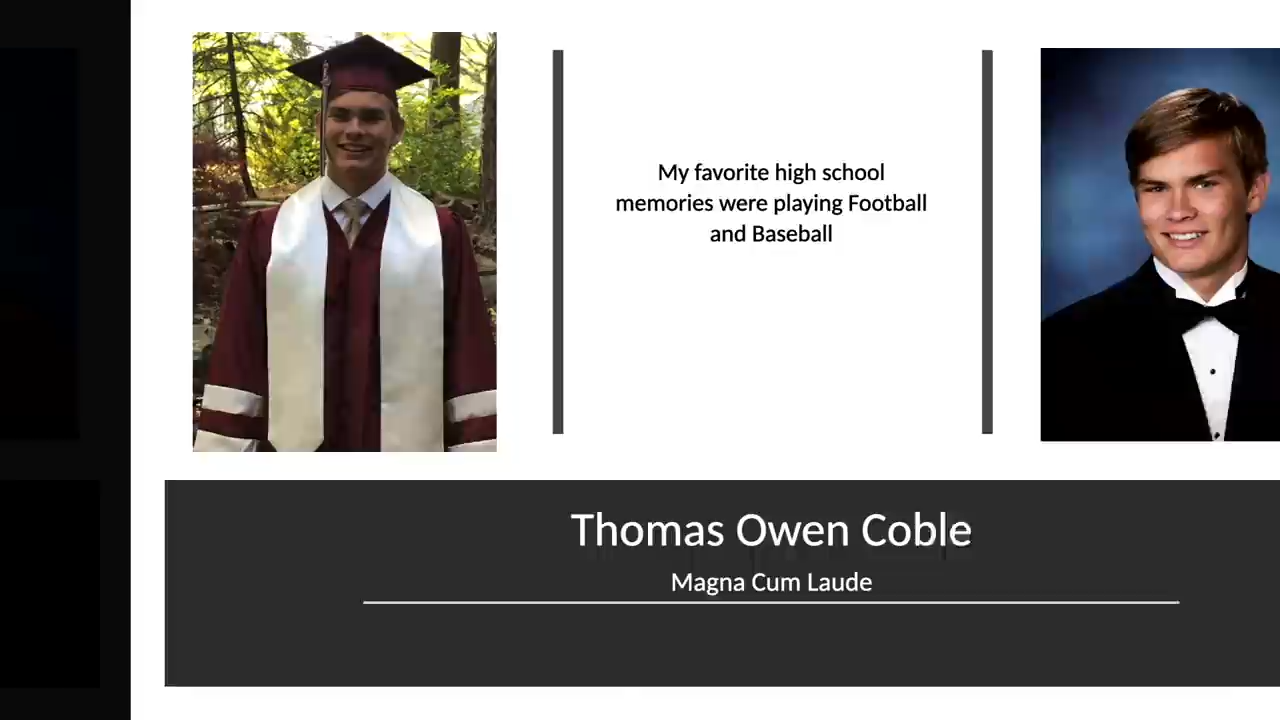 My favorite high school
memories were playing Football
and Baseball
Thomas Owen Coble
Magna Cum Laude